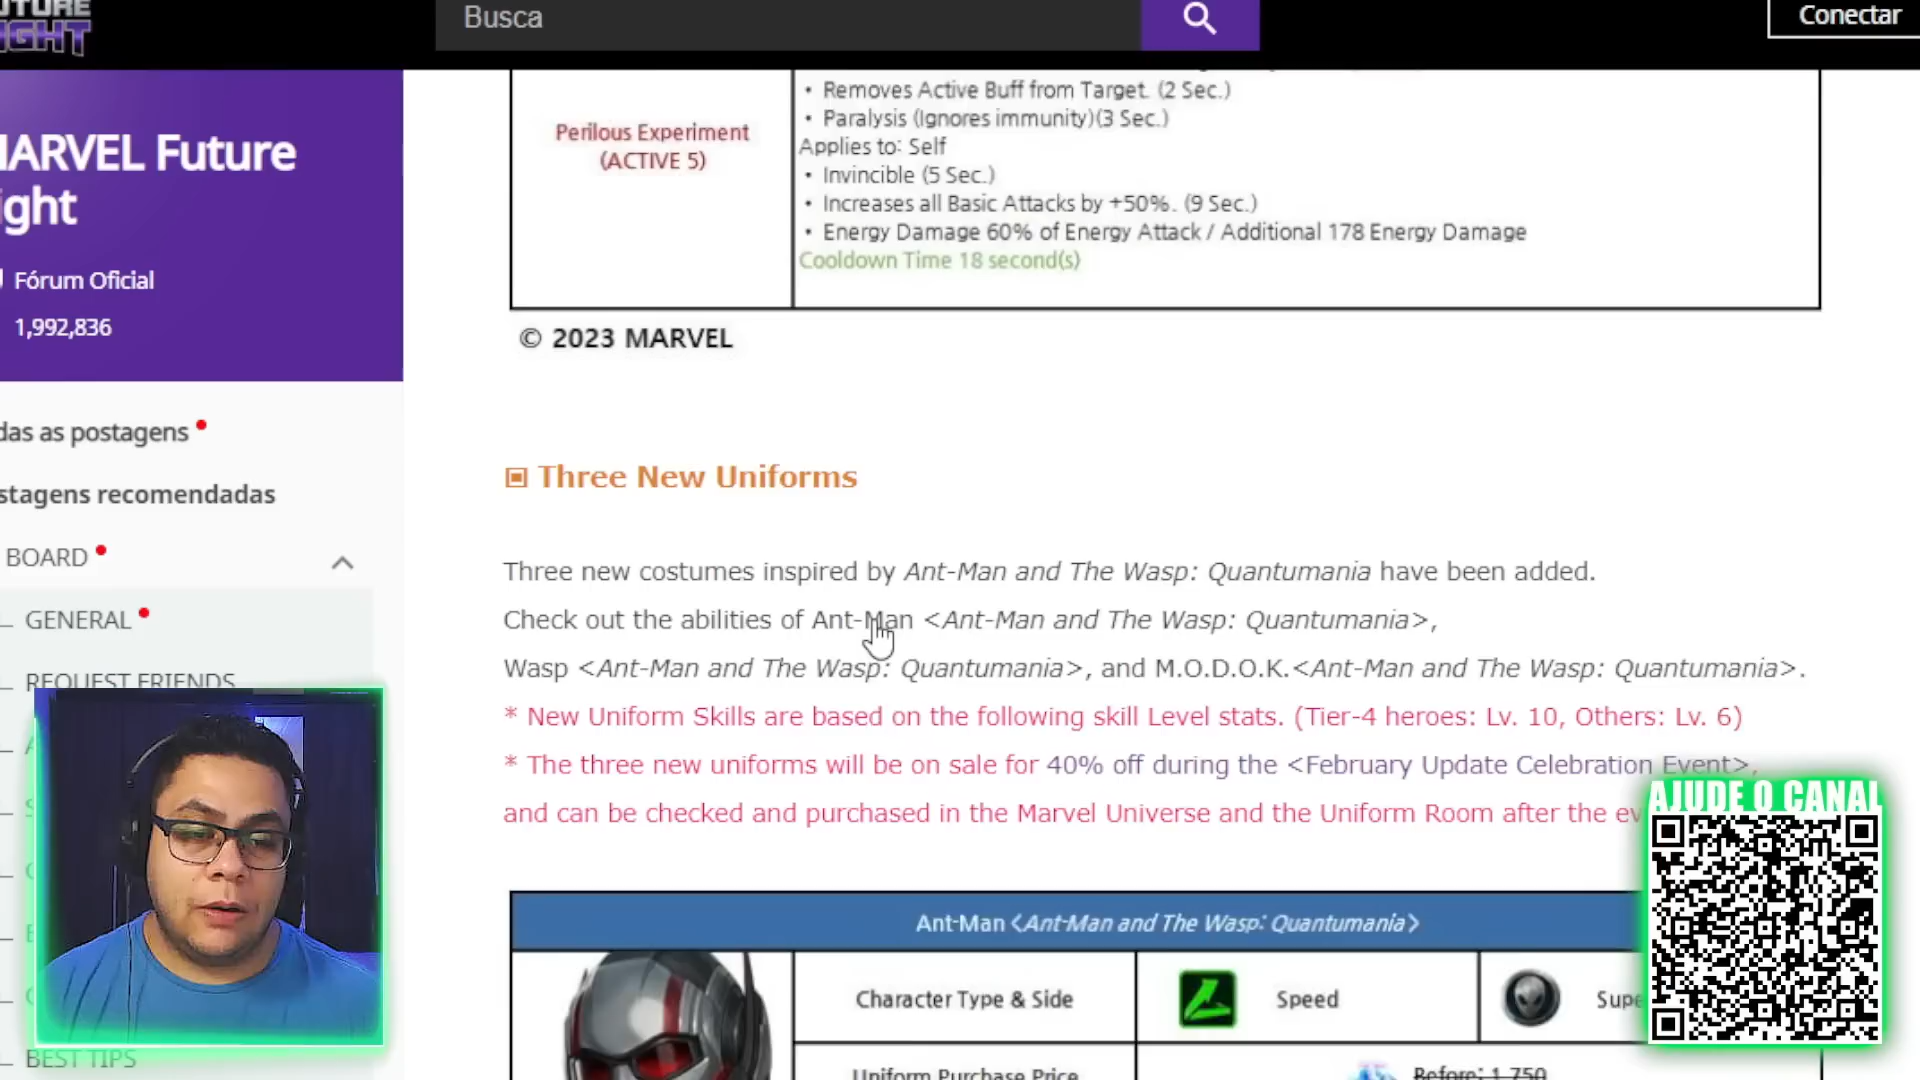 Busca
Conectar
Removes Active Buff from Target. (2 Sec.)
Paralysis (Ignores immunity)(3 Sec.)
Perilous Experiment
(ACTIVE 5)
Applies to: Self
Invincible (5 Sec.)
Increases all Basic Attacks by +50%. (9 Sec.)
Energy Damage 60% of Energy Attack / Additional 178 Energy Damage
Cooldown Time 18 second(s)
© 2023 MARVEL
ARVEL Future
ight
Fórum Oficial
1,992,836
das as postagens
stagens recomendadas
BOARD
GENERAL
REQUEST FRIENDS
BEST TIPS
Three New Uniforms
Three new costumes inspired by Ant-Man and The Wasp: Quantumania have been added.
Check out the abilities of Ant-Man <Ant-Man and The Wasp: Quantumania>,
Wasp <Ant-Man and The Wasp: Quantumania>, and M.O.D.O.K.<Ant-Man and The Wasp: Quantumania>.
* New Uniform Skills are based on the following skill Level stats. (Tier-4 heroes: Lv. 10, Others: Lv. 6)
* The three new uniforms will be on sale for 40% off during the <February Update Celebration Event>,
and can be checked and purchased in the Marvel Universe and the Uniform Room after the ev
AJUDE O CANAL
Ant-Man <Ant-Man and The Wasp: Quantumania>
Character Type & Side
Speed
Supe
Uniform Purchase Price
Before: 1,750